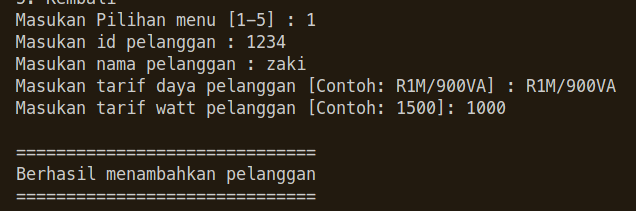 5. Kembali
Masukan Pilihan menu [1-5] : 1
Masukan id pelanggan : 1234
Masukan nama pelanggan : zaki
Masukan tarif daya pelanggan [Contoh: R1M/900VA] : R1M/900VA
Masukan tarif watt pelanggan [Contoh: 1500]: 1000
==============================
Berhasil menambahkan pelanggan
==============================